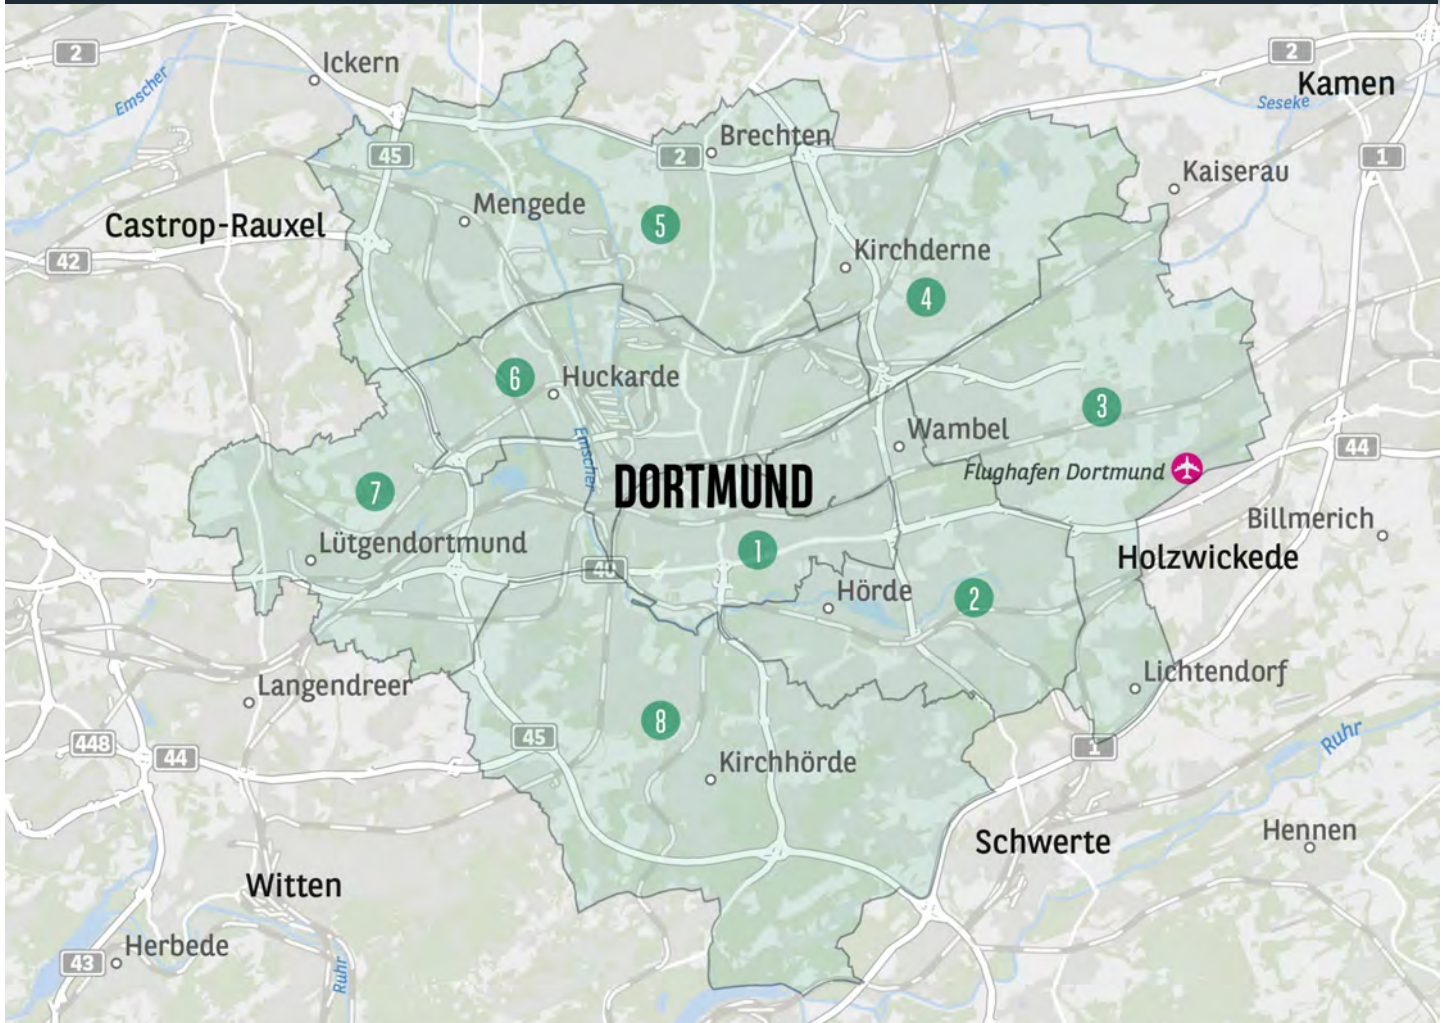 2
Ickern
2
Kamen
Emscher
Seseke
Brechten
45
2
1
Kaiserau
Mengede
Castrop-Rauxel
5
42
Kirchderne
4
6
Huckarde
3
Wambel
44
Emscher
Flughafen Dortmund
DORTMUND
7
Billmerich
Lütgendortmund
1
Holzwickede
40
Hörde
2
Langendreer
Lichtendorf
8
448
44
45
1
Ruhr
Kirchhörde
Schwerte
Hennen
Witten
Herbede
43
Ruhr